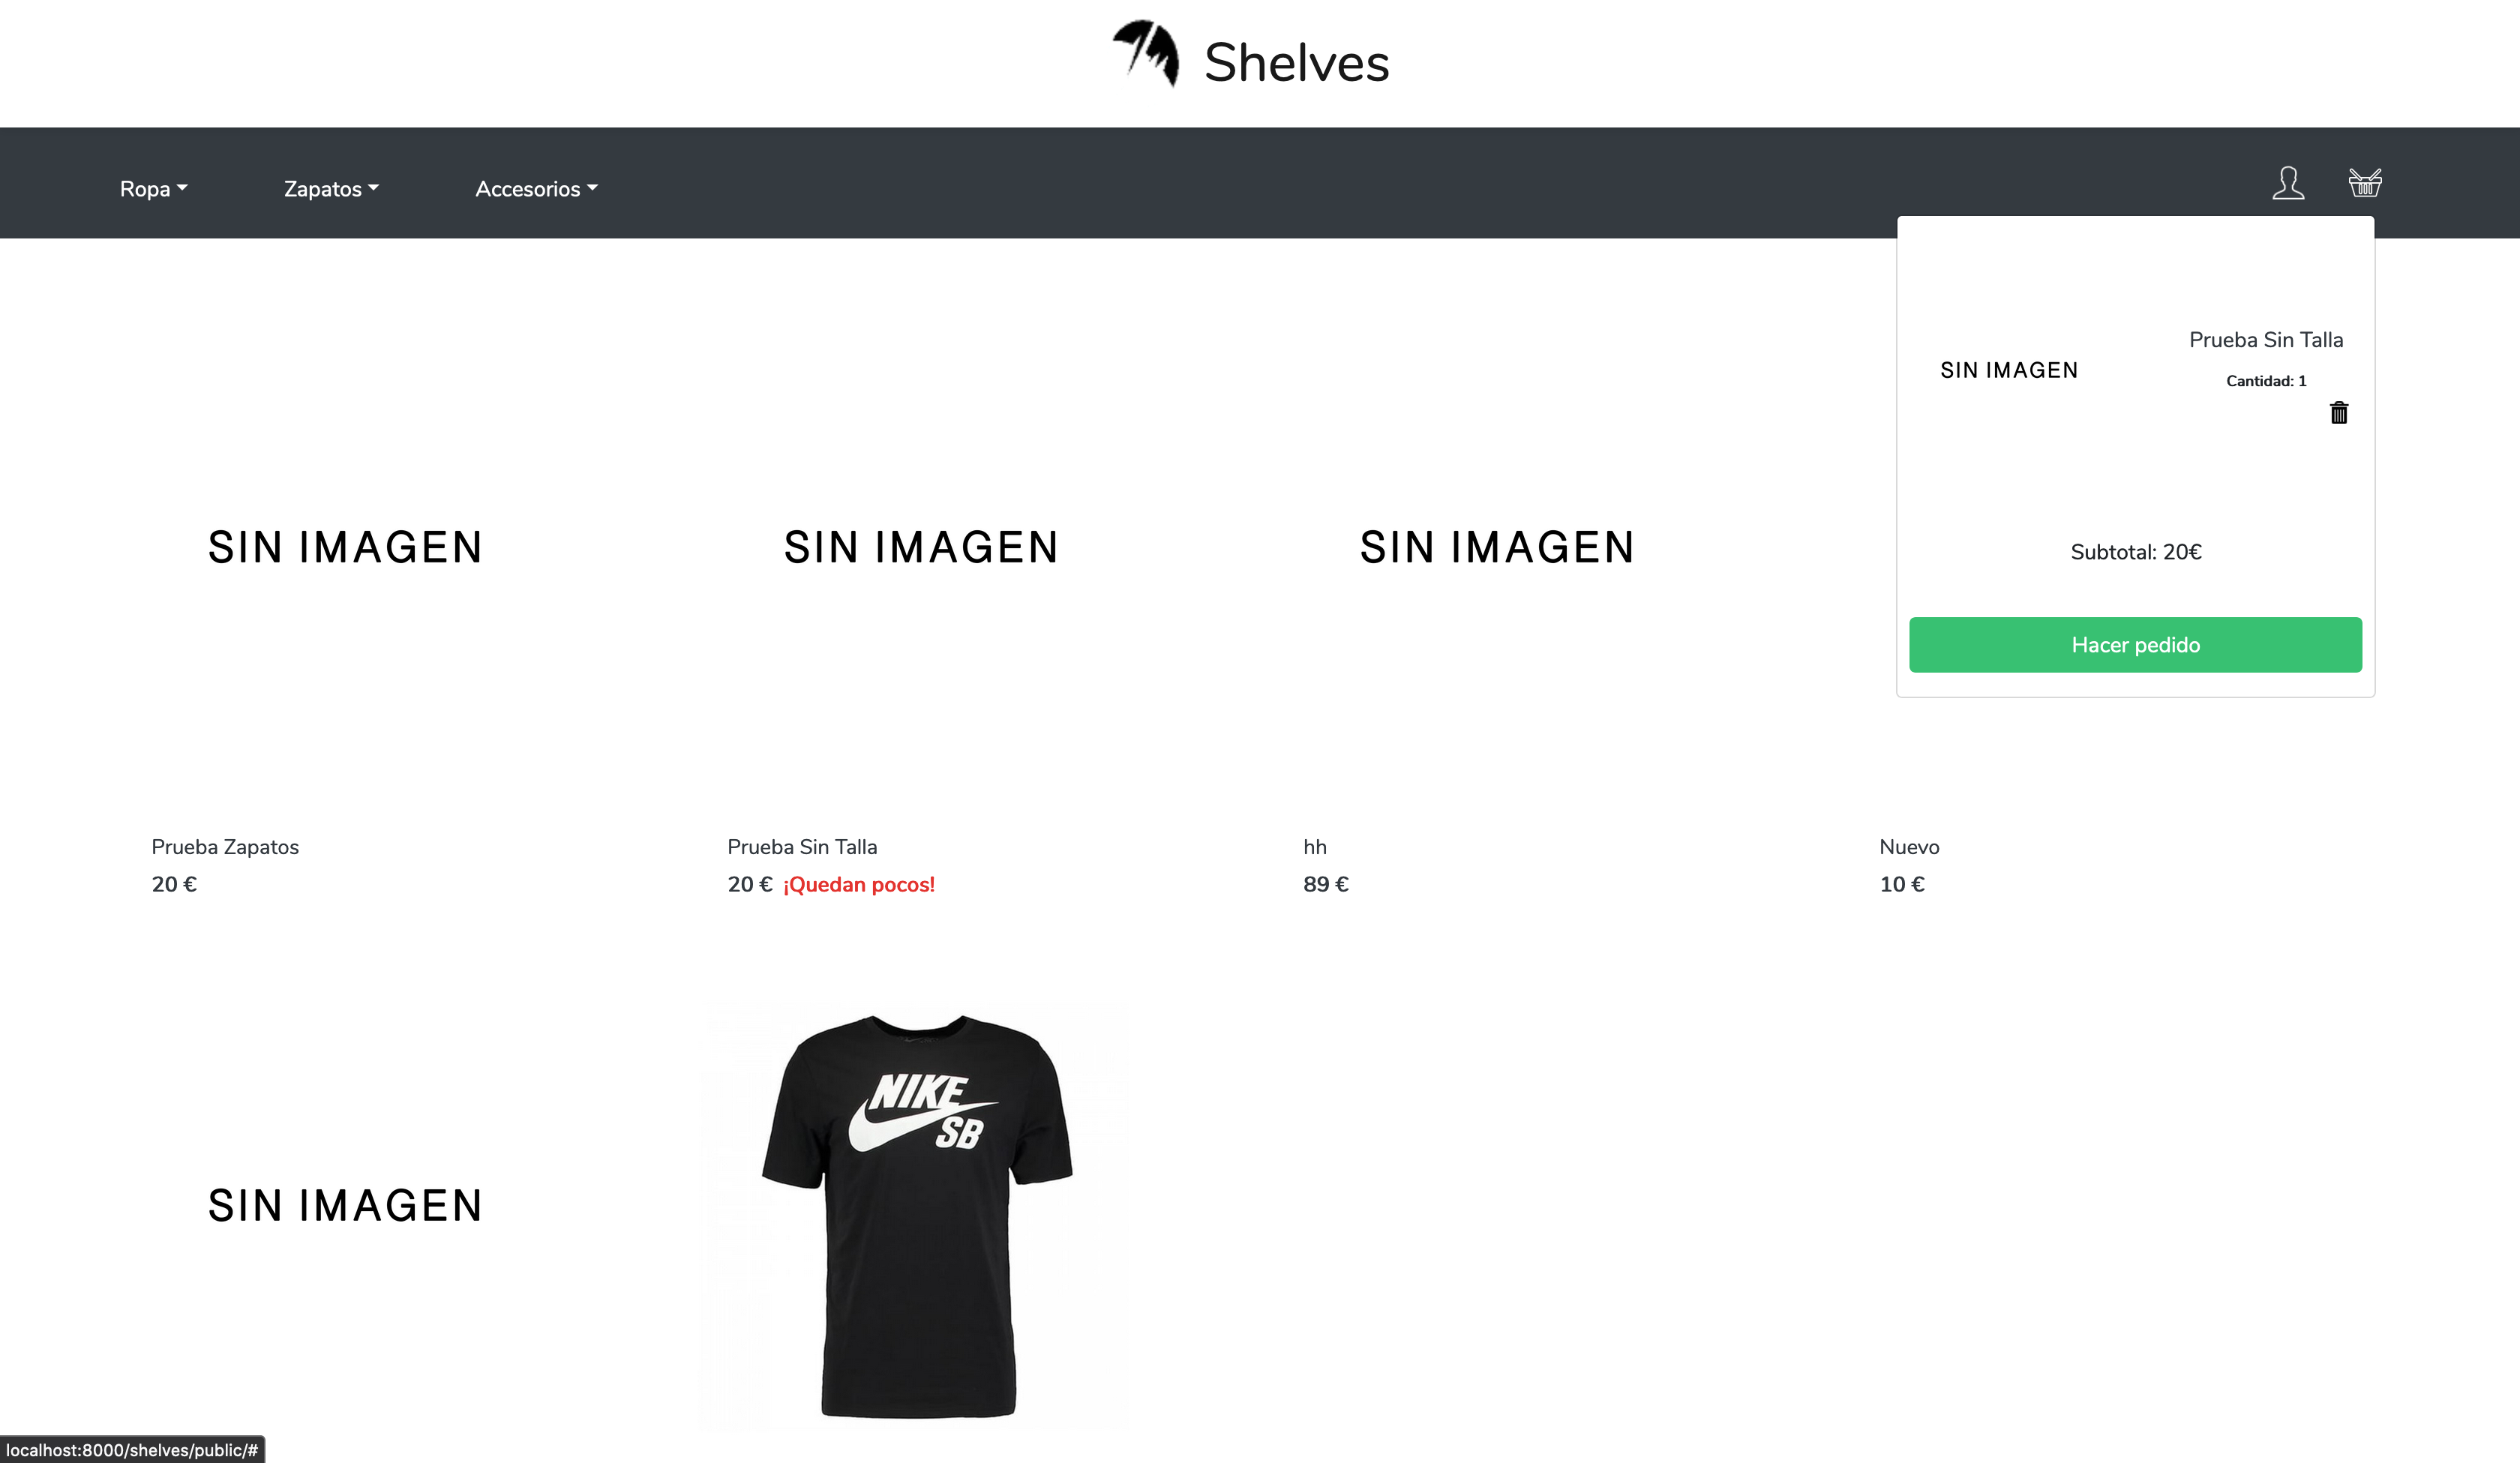 Shelves
Ropa
Zapatos
Accesorios
SIN IMAGEN
Prueba Sin Talla
Cantidad: 1
Subtotal: 20€
Hacer pedido
SIN IMAGEN
SIN IMAGEN
SIN IMAGEN
Prueba Zapatos
20 €
Prueba Sin Talla
20 € ¡Quedan pocos!
hh
89 €
Nuevo
10 €
SIN IMAGEN
NIKE
SB
localhost:8000/shelves/public/#